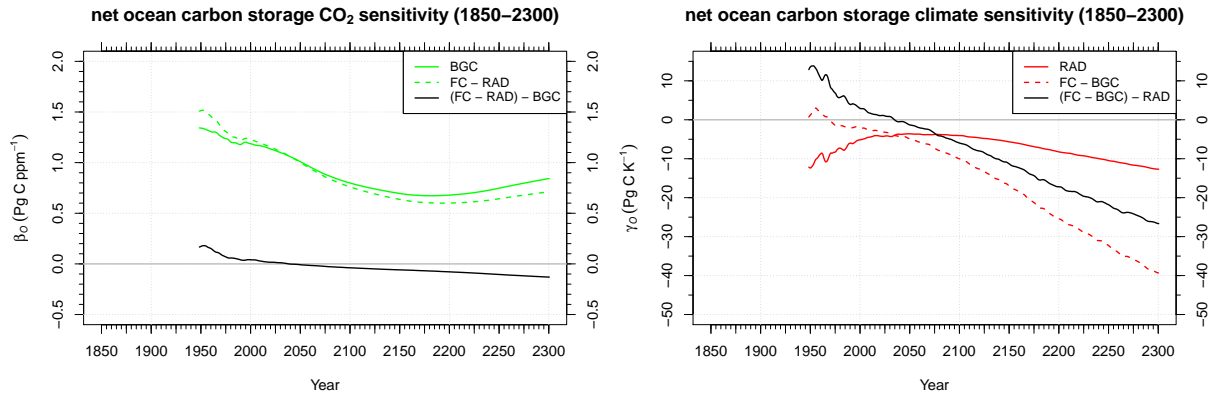 net ocean carbon storage CO₂ sensitivity (1850−2300)
BGC
FC − RAD
(FC − RAD) − BGC
2.0
1.5
1.0
0.5
0.0
−0.5
βO (Pg C ppm⁻¹)
2.0
1.5
1.0
0.5
0.0
−0.5
1850 1900 1950 2000 2050 2100 2150 2200 2250 2300
Year
net ocean carbon storage climate sensitivity (1850−2300)
RAD
FC − BGC
(FC − BGC) − RAD
10
0
−10
−20
−30
−40
−50
γO (Pg C K⁻¹)
10
0
−10
−20
−30
−40
−50
1850 1900 1950 2000 2050 2100 2150 2200 2250 2300
Year